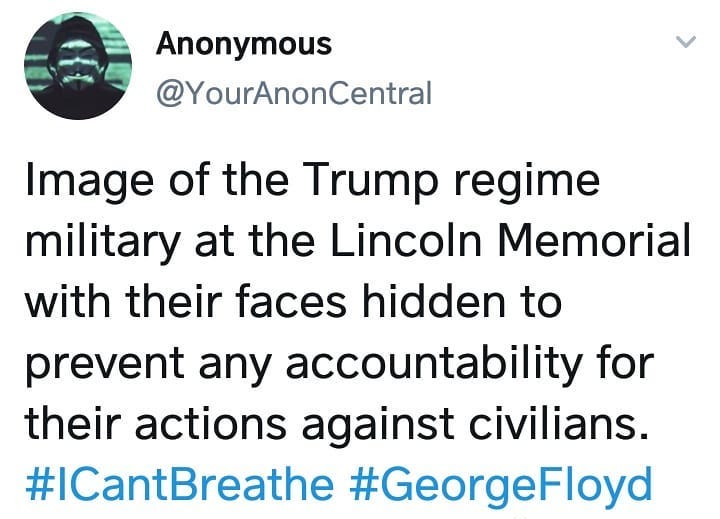 Anonymous
@YourAnonCentral
Image of the Trump regime
military at the Lincoln Memorial
with their faces hidden to
prevent any accountability for
their actions against civilians.
#ICantBreathe #GeorgeFloyd